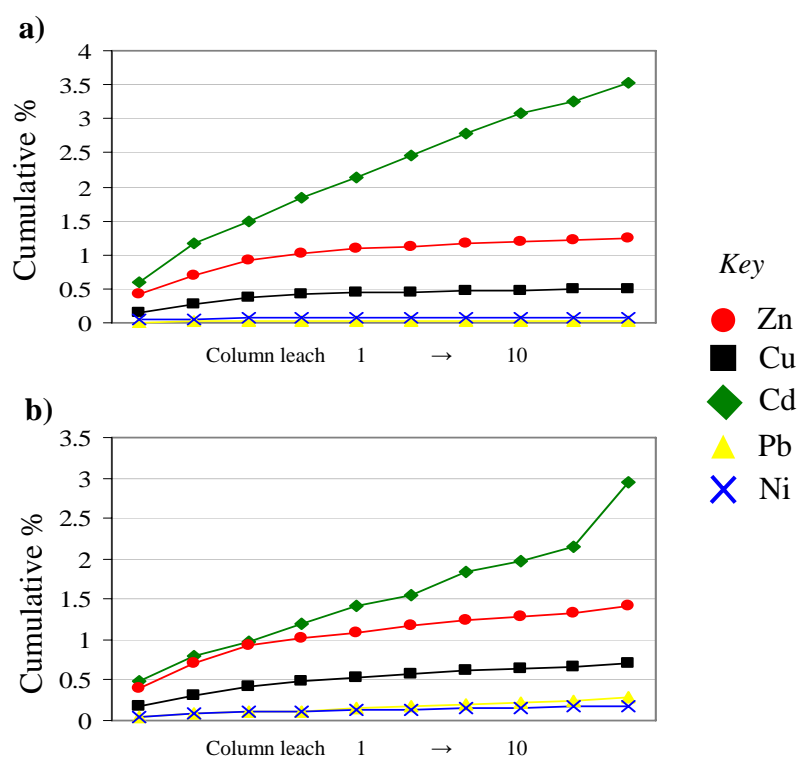 a)
4
3.5
3
2.5
2
1.5
1
0.5
0
Cumulative %
Column leach 1 → 10
b)
3.5
3
2.5
2
1.5
1
0.5
0
Cumulative %
Column leach 1 → 10
Key
Zn
Cu
Cd
Pb
Ni